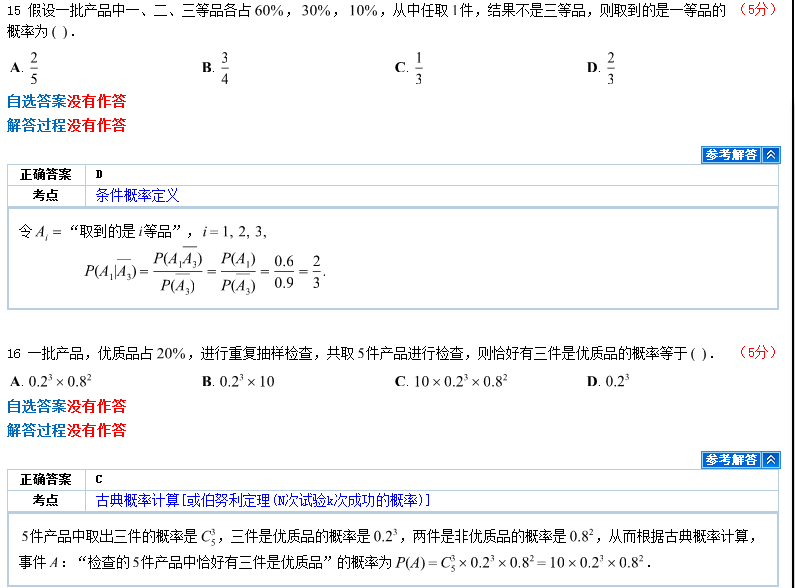 15 假设一批产品中一、二、三等品各占 60%, 30%, 10%, 从中任取 1件, 结果不是三等品, 则取到的是一等品的 (5分)
概率为 ( ) .
A. 2/5 B. 3/4 C. 1/3 D. 2/3
自选答案没有作答
解答过程没有作答
参考解答
正确答案 D
考点 条件概率定义
令 A_i = “取到的是 i等品”, i = 1, 2, 3,
P(A₁|A̅₃) = P(A₁A̅₃)/P(A̅₃) = P(A₁)/P(A̅₃) = 0.6/0.9 = 2/3.
16 一批产品, 优质品占 20%, 进行重复抽样检查, 共取 5件产品进行检查, 则恰好有三件是优质品的概率等于 ( ) . (5分)
A. 0.2³ × 0.8² B. 0.2³ × 10 C. 10 × 0.2³ × 0.8² D. 0.2³
自选答案没有作答
解答过程没有作答
参考解答
正确答案 C
考点 古典概率计算[或伯努利定理(N次试验k次成功的概率)]
5件产品中取出三件的概率是 C₅³, 三件是优质品的概率是 0.2³, 两件是非优质品的概率是 0.8², 从而根据古典概率计算,
事件 A: “检查的 5件产品中恰好有三件是优质品” 的概率为 P(A) = C₅³ × 0.2³ × 0.8² = 10 × 0.2³ × 0.8² .